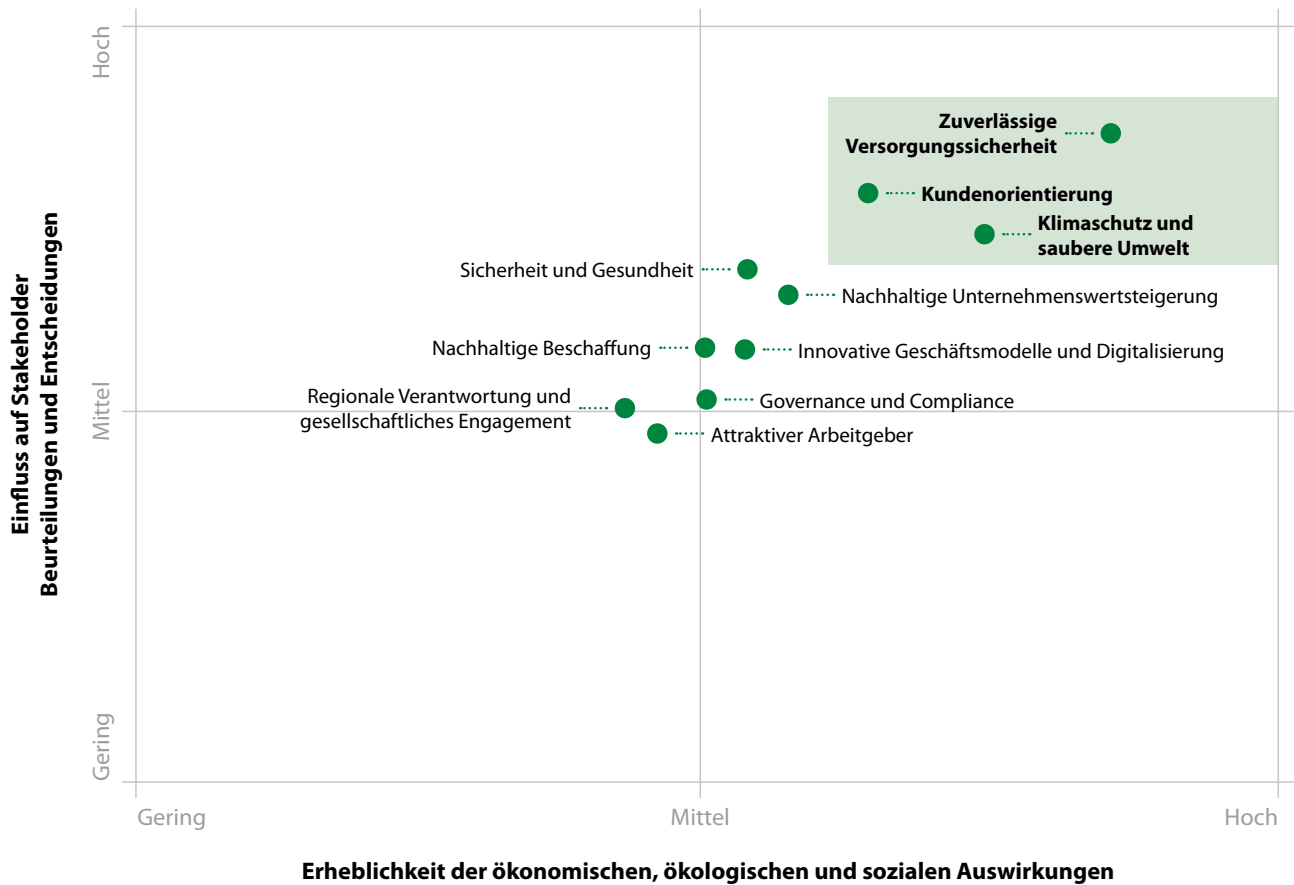 Hoch
Mittel
Gering
Einfluss auf Stakeholder
Beurteilungen und Entscheidungen
Zuverlässige
Versorgungssicherheit
Kundenorientierung
Klimaschutz und
saubere Umwelt
Sicherheit und Gesundheit
Nachhaltige Unternehmenswertsteigerung
Nachhaltige Beschaffung
Innovative Geschäftsmodelle und Digitalisierung
Regionale Verantwortung und
gesellschaftliches Engagement
Governance und Compliance
Attraktiver Arbeitgeber
Gering
Mittel
Hoch
Erheblichkeit der ökonomischen, ökologischen und sozialen Auswirkungen